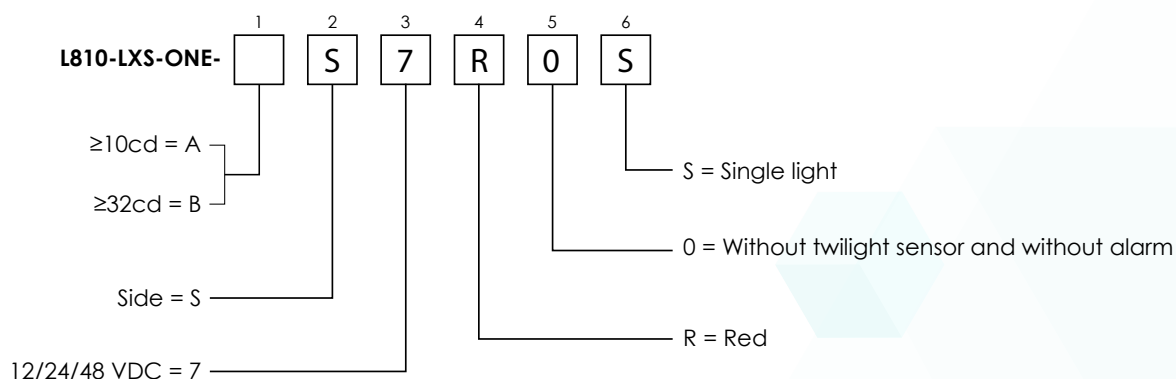 1 2 3 4 5 6
L810-LXS-ONE- S 7 R 0 S
≥10cd = A
≥32cd = B
Side = S
12/24/48 VDC = 7
S = Single light
0 = Without twilight sensor and without alarm
R = Red